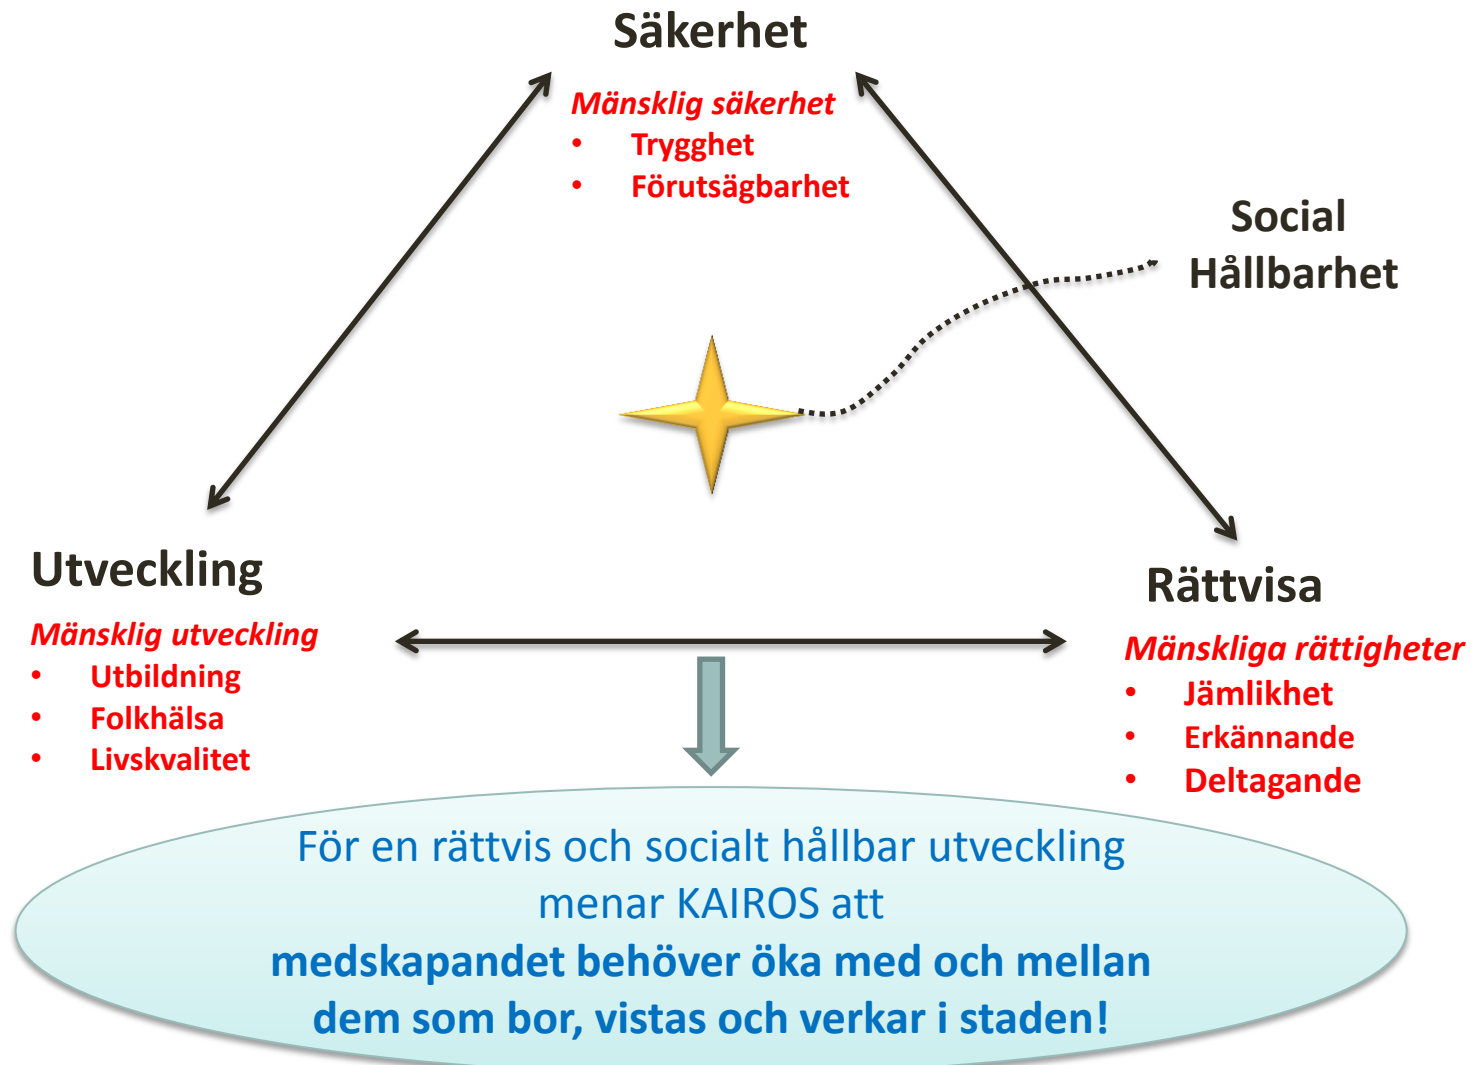 Säkerhet
Mänsklig säkerhet
• Trygghet
• Förutsägbarhet
Social
Hållbarhet
Utveckling
Mänsklig utveckling
• Utbildning
• Folkhälsa
• Livskvalitet
Rättvisa
Mänskliga rättigheter
• Jämlikhet
• Erkännande
• Deltagande
För en rättvis och socialt hållbar utveckling
menar KAIROS att
medskapandet behöver öka med och mellan
dem som bor, vistas och verkar i staden!